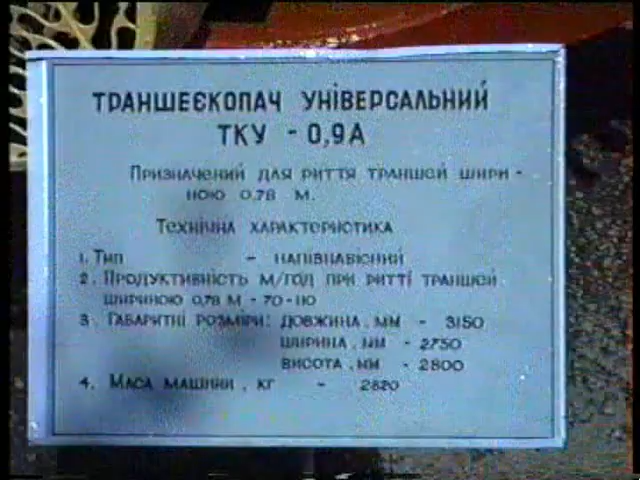 ТРАНШЕЄКОПАЧ УНІВЕРСАЛЬНИЙ
ТКУ - 0,9А
ПРИЗНАЧЕНИЙ ДЛЯ РИТТЯ ТРАНШЕЙ ШИРИ-
НОЮ 0,78 М.
ТЕХНІЧНА ХАРАКТЕРИСТИКА
1. ТИП - НАПІВНАВІСНИЙ
2. ПРОДУКТИВНІСТЬ М/ГОД ПРИ РИТТІ ТРАНШЕЙ
ШИРИНОЮ 0,78 М - 70-110
3. ГАБАРИТНІ РОЗМІРИ: ДОВЖИНА, ММ - 3150
ШИРИНА, ММ - 2750
ВИСОТА, ММ - 2800
4. МАСА МАШИНИ, КГ - 2820